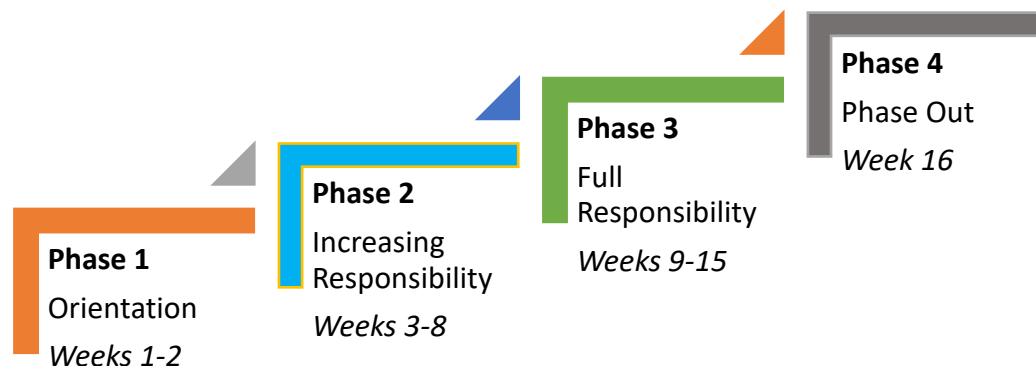 Phase 1
Orientation
Weeks 1-2
Phase 2
Increasing
Responsibility
Weeks 3-8
Phase 3
Full
Responsibility
Weeks 9-15
Phase 4
Phase Out
Week 16